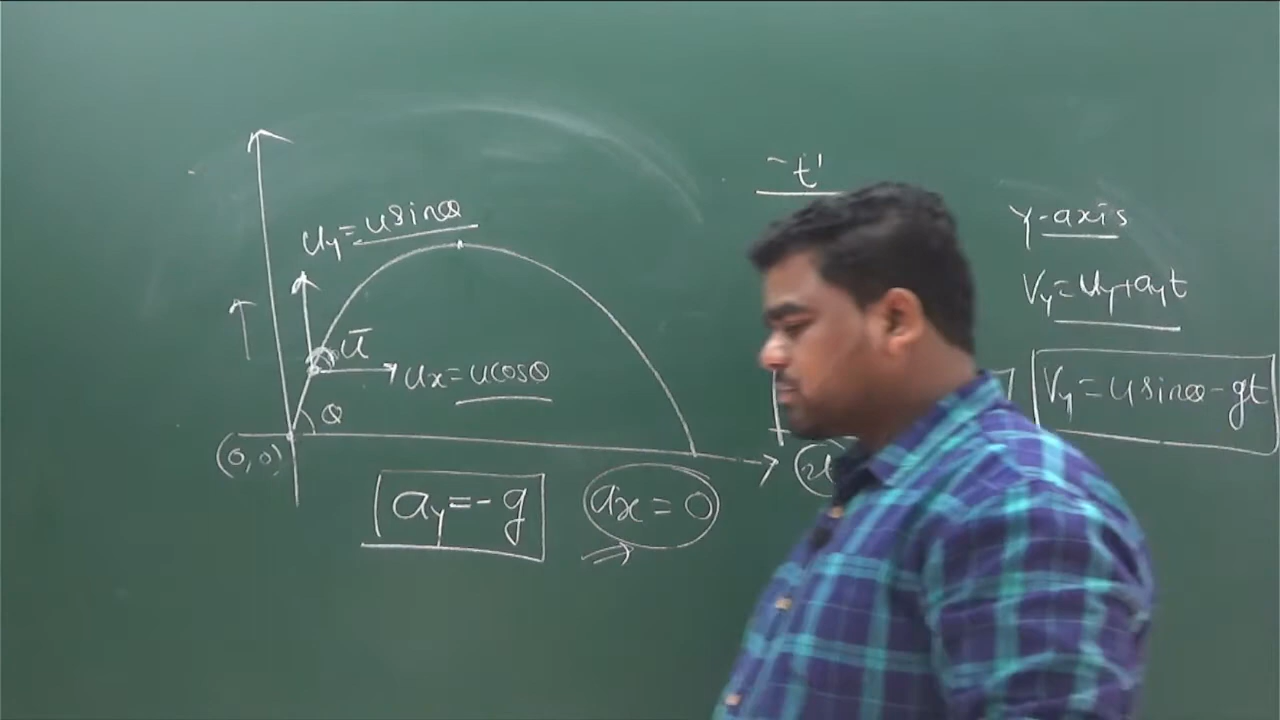 uy = u sinθ
ū
ux = u cosθ
θ
(0,0)
ay = - g
ax = 0
't'
Y-axis
Vy = uy + ay t
Vy = u sinθ - gt